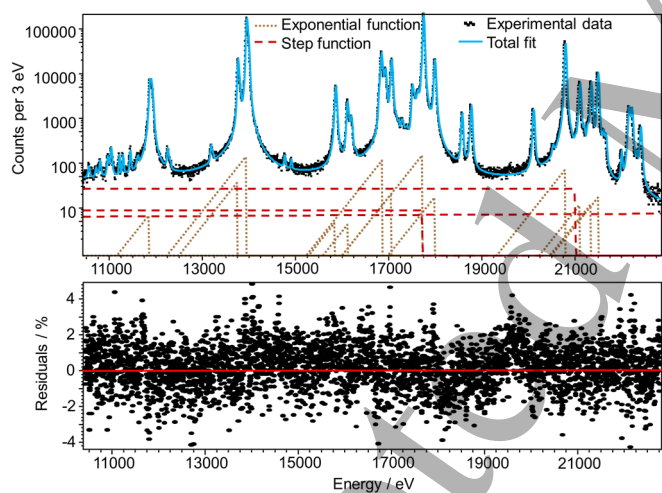 Exponential function
Experimental data
Step function
Total fit
Counts per 3 eV
100000
10000
1000
100
10
11000 13000 15000 17000 19000 21000
Residuals / %
4
2
0
-2
-4
11000 13000 15000 17000 19000 21000
Energy / eV